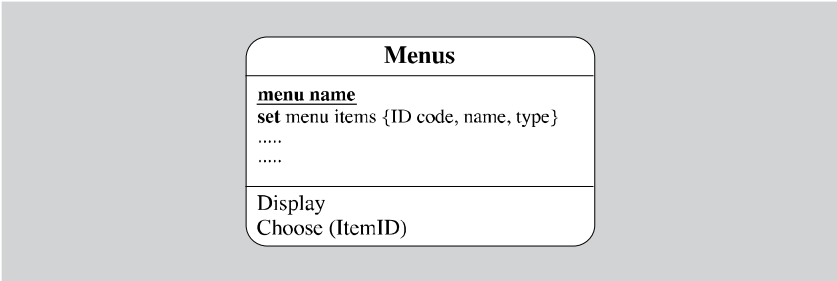 Menus
menu name
set menu items {ID code, name, type}
.....
.....
Display
Choose (ItemID)